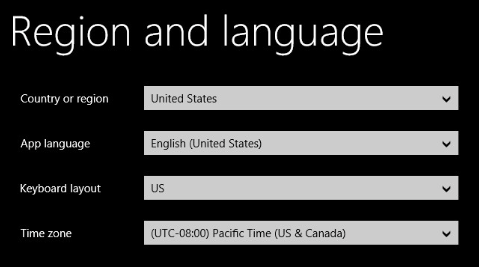 Region and language
Country or region United States
App language English (United States)
Keyboard layout US
Time zone (UTC-08:00) Pacific Time (US & Canada)